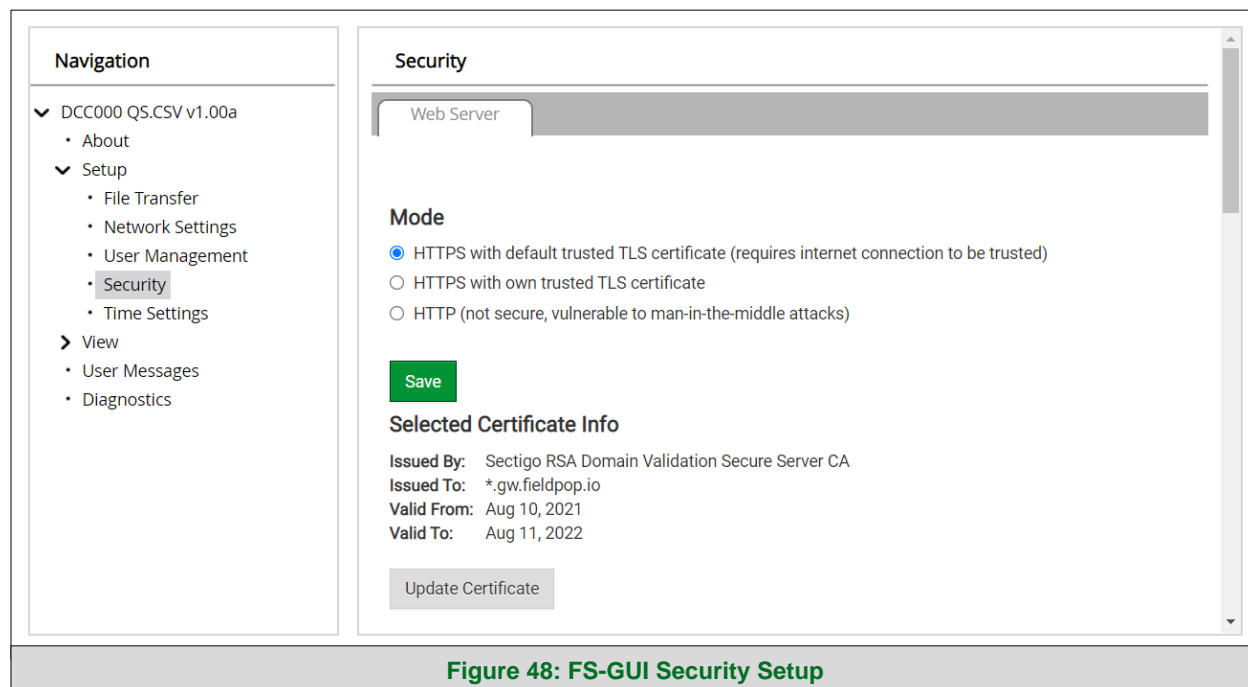 Navigation
DCC000 QS.CSV v1.00a
About
Setup
File Transfer
Network Settings
User Management
Security
Time Settings
View
User Messages
Diagnostics
Security
Web Server
Mode
HTTPS with default trusted TLS certificate (requires internet connection to be trusted)
HTTPS with own trusted TLS certificate
HTTP (not secure, vulnerable to man-in-the-middle attacks)
Save
Selected Certificate Info
Issued By: Sectigo RSA Domain Validation Secure Server CA
Issued To: *.gw.fieldpop.io
Valid From: Aug 10, 2021
Valid To: Aug 11, 2022
Update Certificate
Figure 48: FS-GUI Security Setup